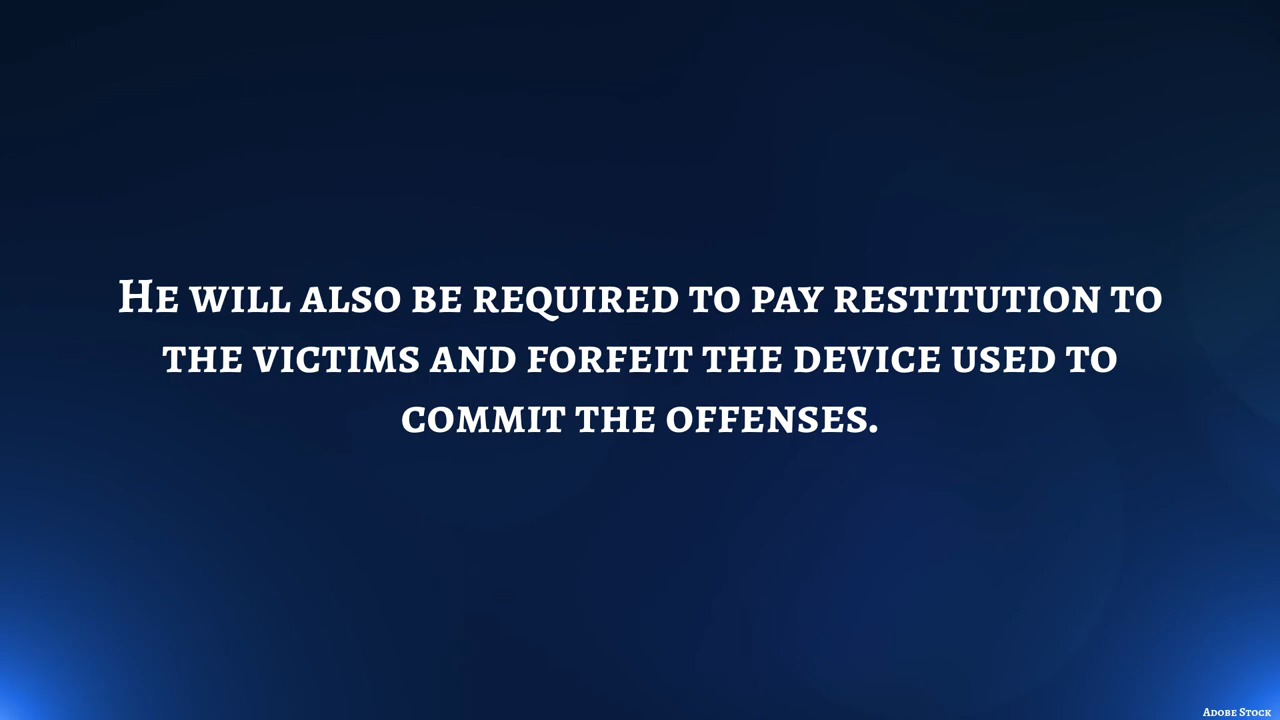 He will also be required to pay restitution to
the victims and forfeit the device used to
commit the offenses.
Adobe Stock